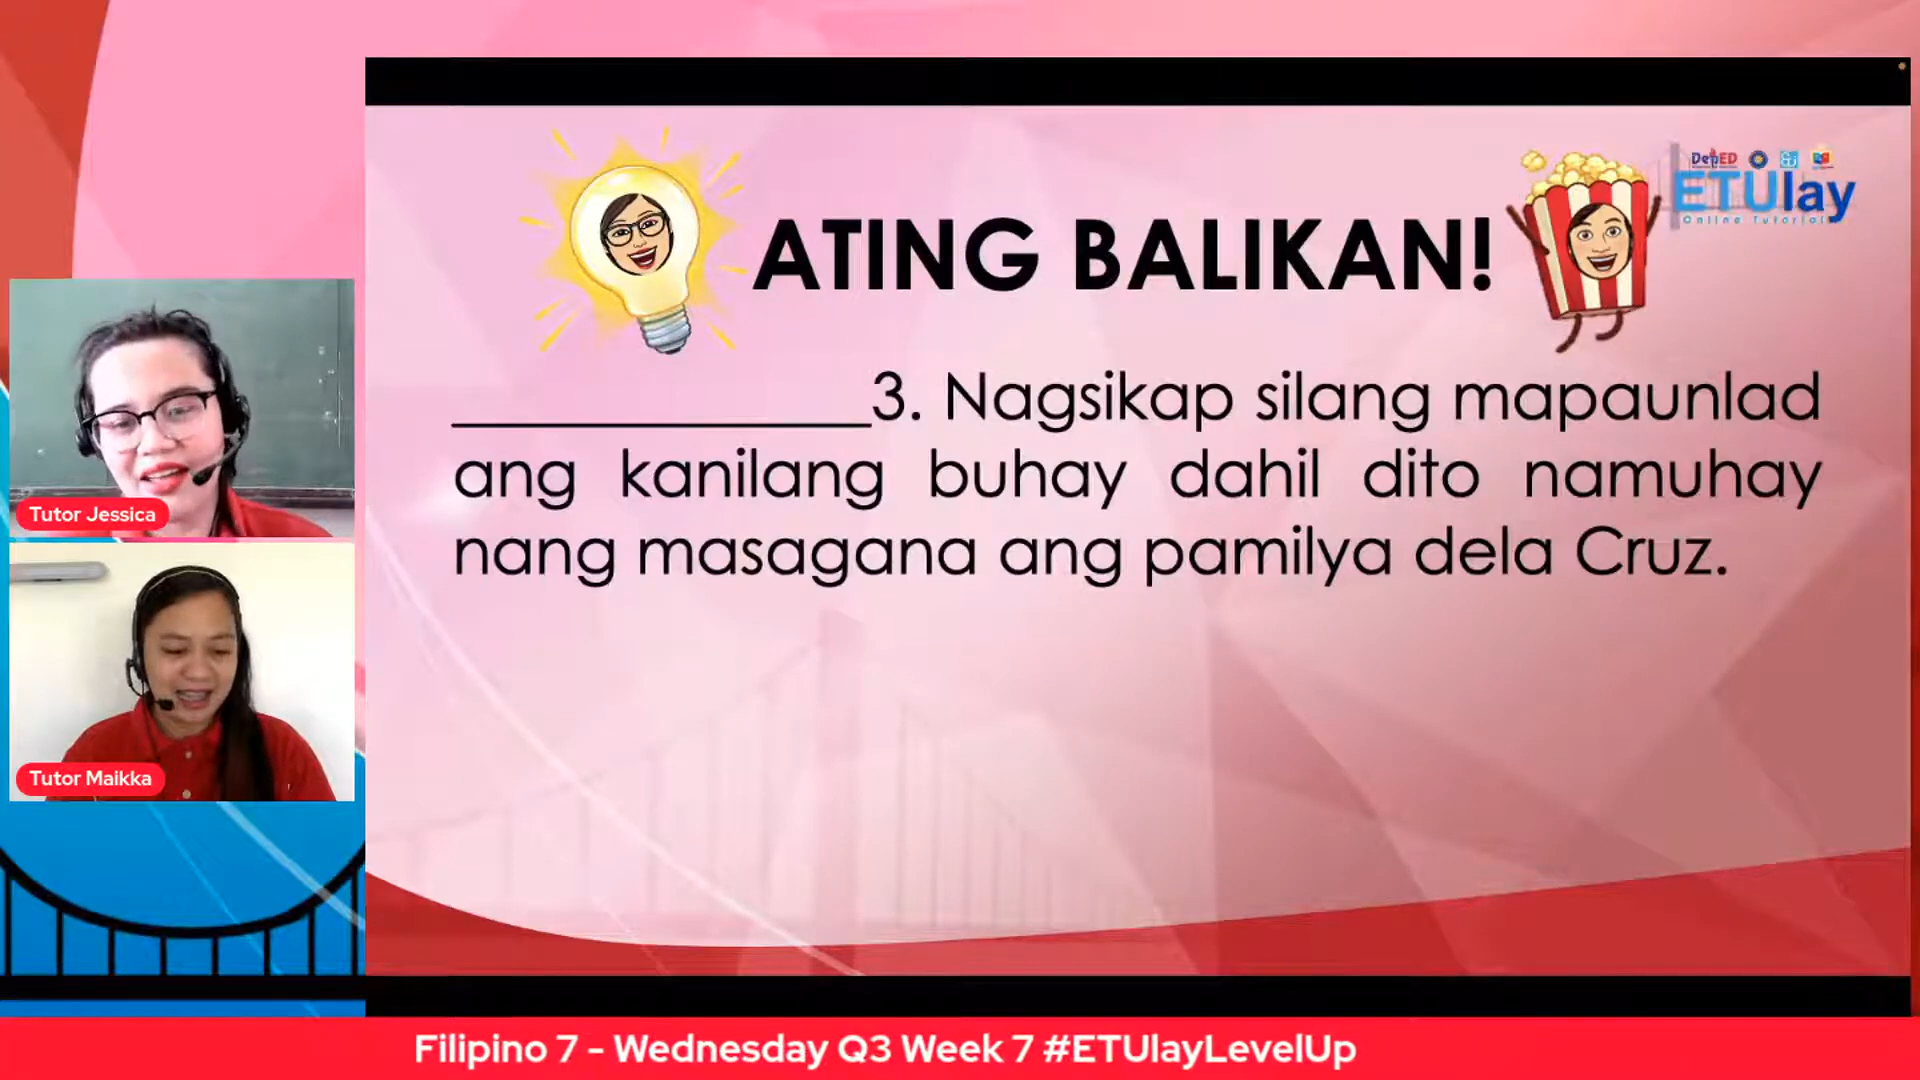 DepED
ETUlay
Online Tutorial
ATING BALIKAN!
_______________3. Nagsikap silang mapaunlad
ang kanilang buhay dahil dito namuhay
nang masagana ang pamilya dela Cruz.
Tutor Jessica
Tutor Maikka
Filipino 7 - Wednesday Q3 Week 7 #ETUlayLevelUp